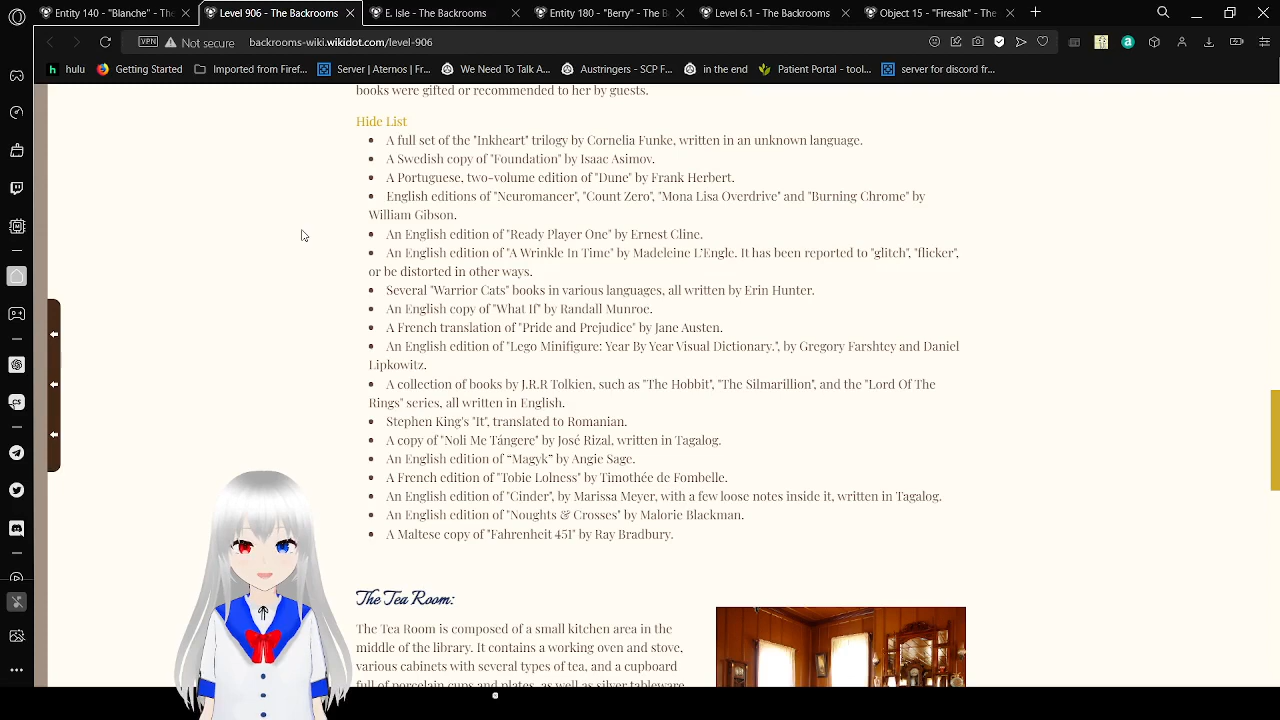 Entity 140 - "Blanche" - The
Level 906 - The Backrooms
E. Isle - The Backrooms
Entity 180 - "Berry" - The B
Level 6.1 - The Backrooms
Object 15 - "Firesalt" - The
VPN
Not secure
backrooms-wiki.wikidot.com/level-906
hulu
Getting Started
Imported from Firef...
Server | Aternos | Fr...
We Need To Talk A...
Austringers - SCP F...
in the end
Patient Portal - tool...
server for discord fr...
books were gifted or recommended to her by guests.
Hide List
A full set of the "Inkheart" trilogy by Cornelia Funke, written in an unknown language.
A Swedish copy of "Foundation" by Isaac Asimov.
A Portuguese, two-volume edition of "Dune" by Frank Herbert.
English editions of "Neuromancer", "Count Zero", "Mona Lisa Overdrive" and "Burning Chrome" by
William Gibson.
An English edition of "Ready Player One" by Ernest Cline.
An English edition of "A Wrinkle In Time" by Madeleine L'Engle. It has been reported to "glitch", "flicker",
or be distorted in other ways.
Several "Warrior Cats" books in various languages, all written by Erin Hunter.
An English copy of "What If" by Randall Munroe.
A French translation of "Pride and Prejudice" by Jane Austen.
An English edition of "Lego Minifigure: Year By Year Visual Dictionary.", by Gregory Farshtey and Daniel
Lipkowitz.
A collection of books by J.R.R Tolkien, such as "The Hobbit", "The Silmarillion", and the "Lord Of The
Rings" series, all written in English.
Stephen King's "It", translated to Romanian.
A copy of "Noli Me Tángere" by José Rizal, written in Tagalog.
An English edition of “Magyk” by Angie Sage.
A French edition of "Tobie Lolness" by Timothée de Fombelle.
An English edition of "Cinder", by Marissa Meyer, with a few loose notes inside it, written in Tagalog.
An English edition of "Noughts & Crosses" by Malorie Blackman.
A Maltese copy of "Fahrenheit 451" by Ray Bradbury.
The Tea Room:
The Tea Room is composed of a small kitchen area in the
middle of the library. It contains a working oven and stove,
various cabinets with several types of tea, and a cupboard
full of porcelain cups and plates, as well as silver tableware